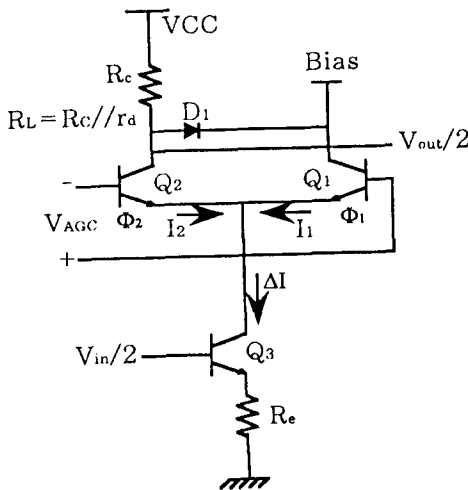 VCC
Rc
Bias
RL=RC//rd
D1
Vout/2
-
Q2
Q1
VAGC
Φ2
I2
I1
Φ1
+
ΔI
Vin/2
Q3
Re